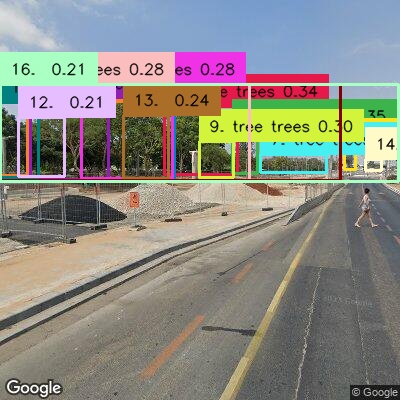 16. 0.21
ees 0.28
es 0.28
12. 0.21
13. 0.24
e trees 0.34
35
9. tree trees 0.30
14.
Google
Google